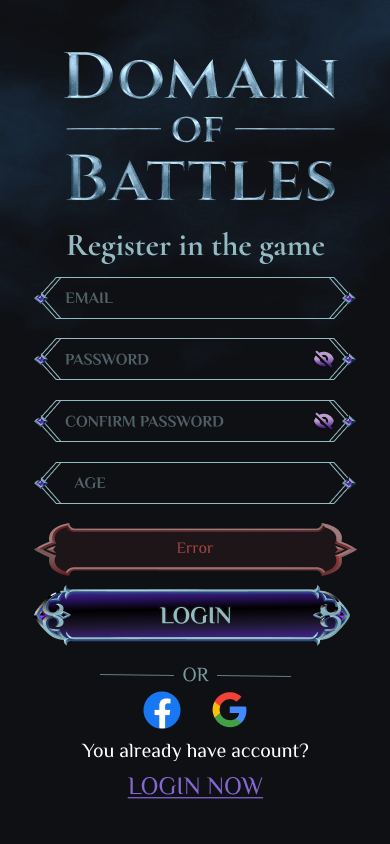 DOMAIN
OF
BATTLES
Register in the game
EMAIL
PASSWORD
CONFIRM PASSWORD
AGE
Error
LOGIN
OR
You already have account?
LOGIN NOW